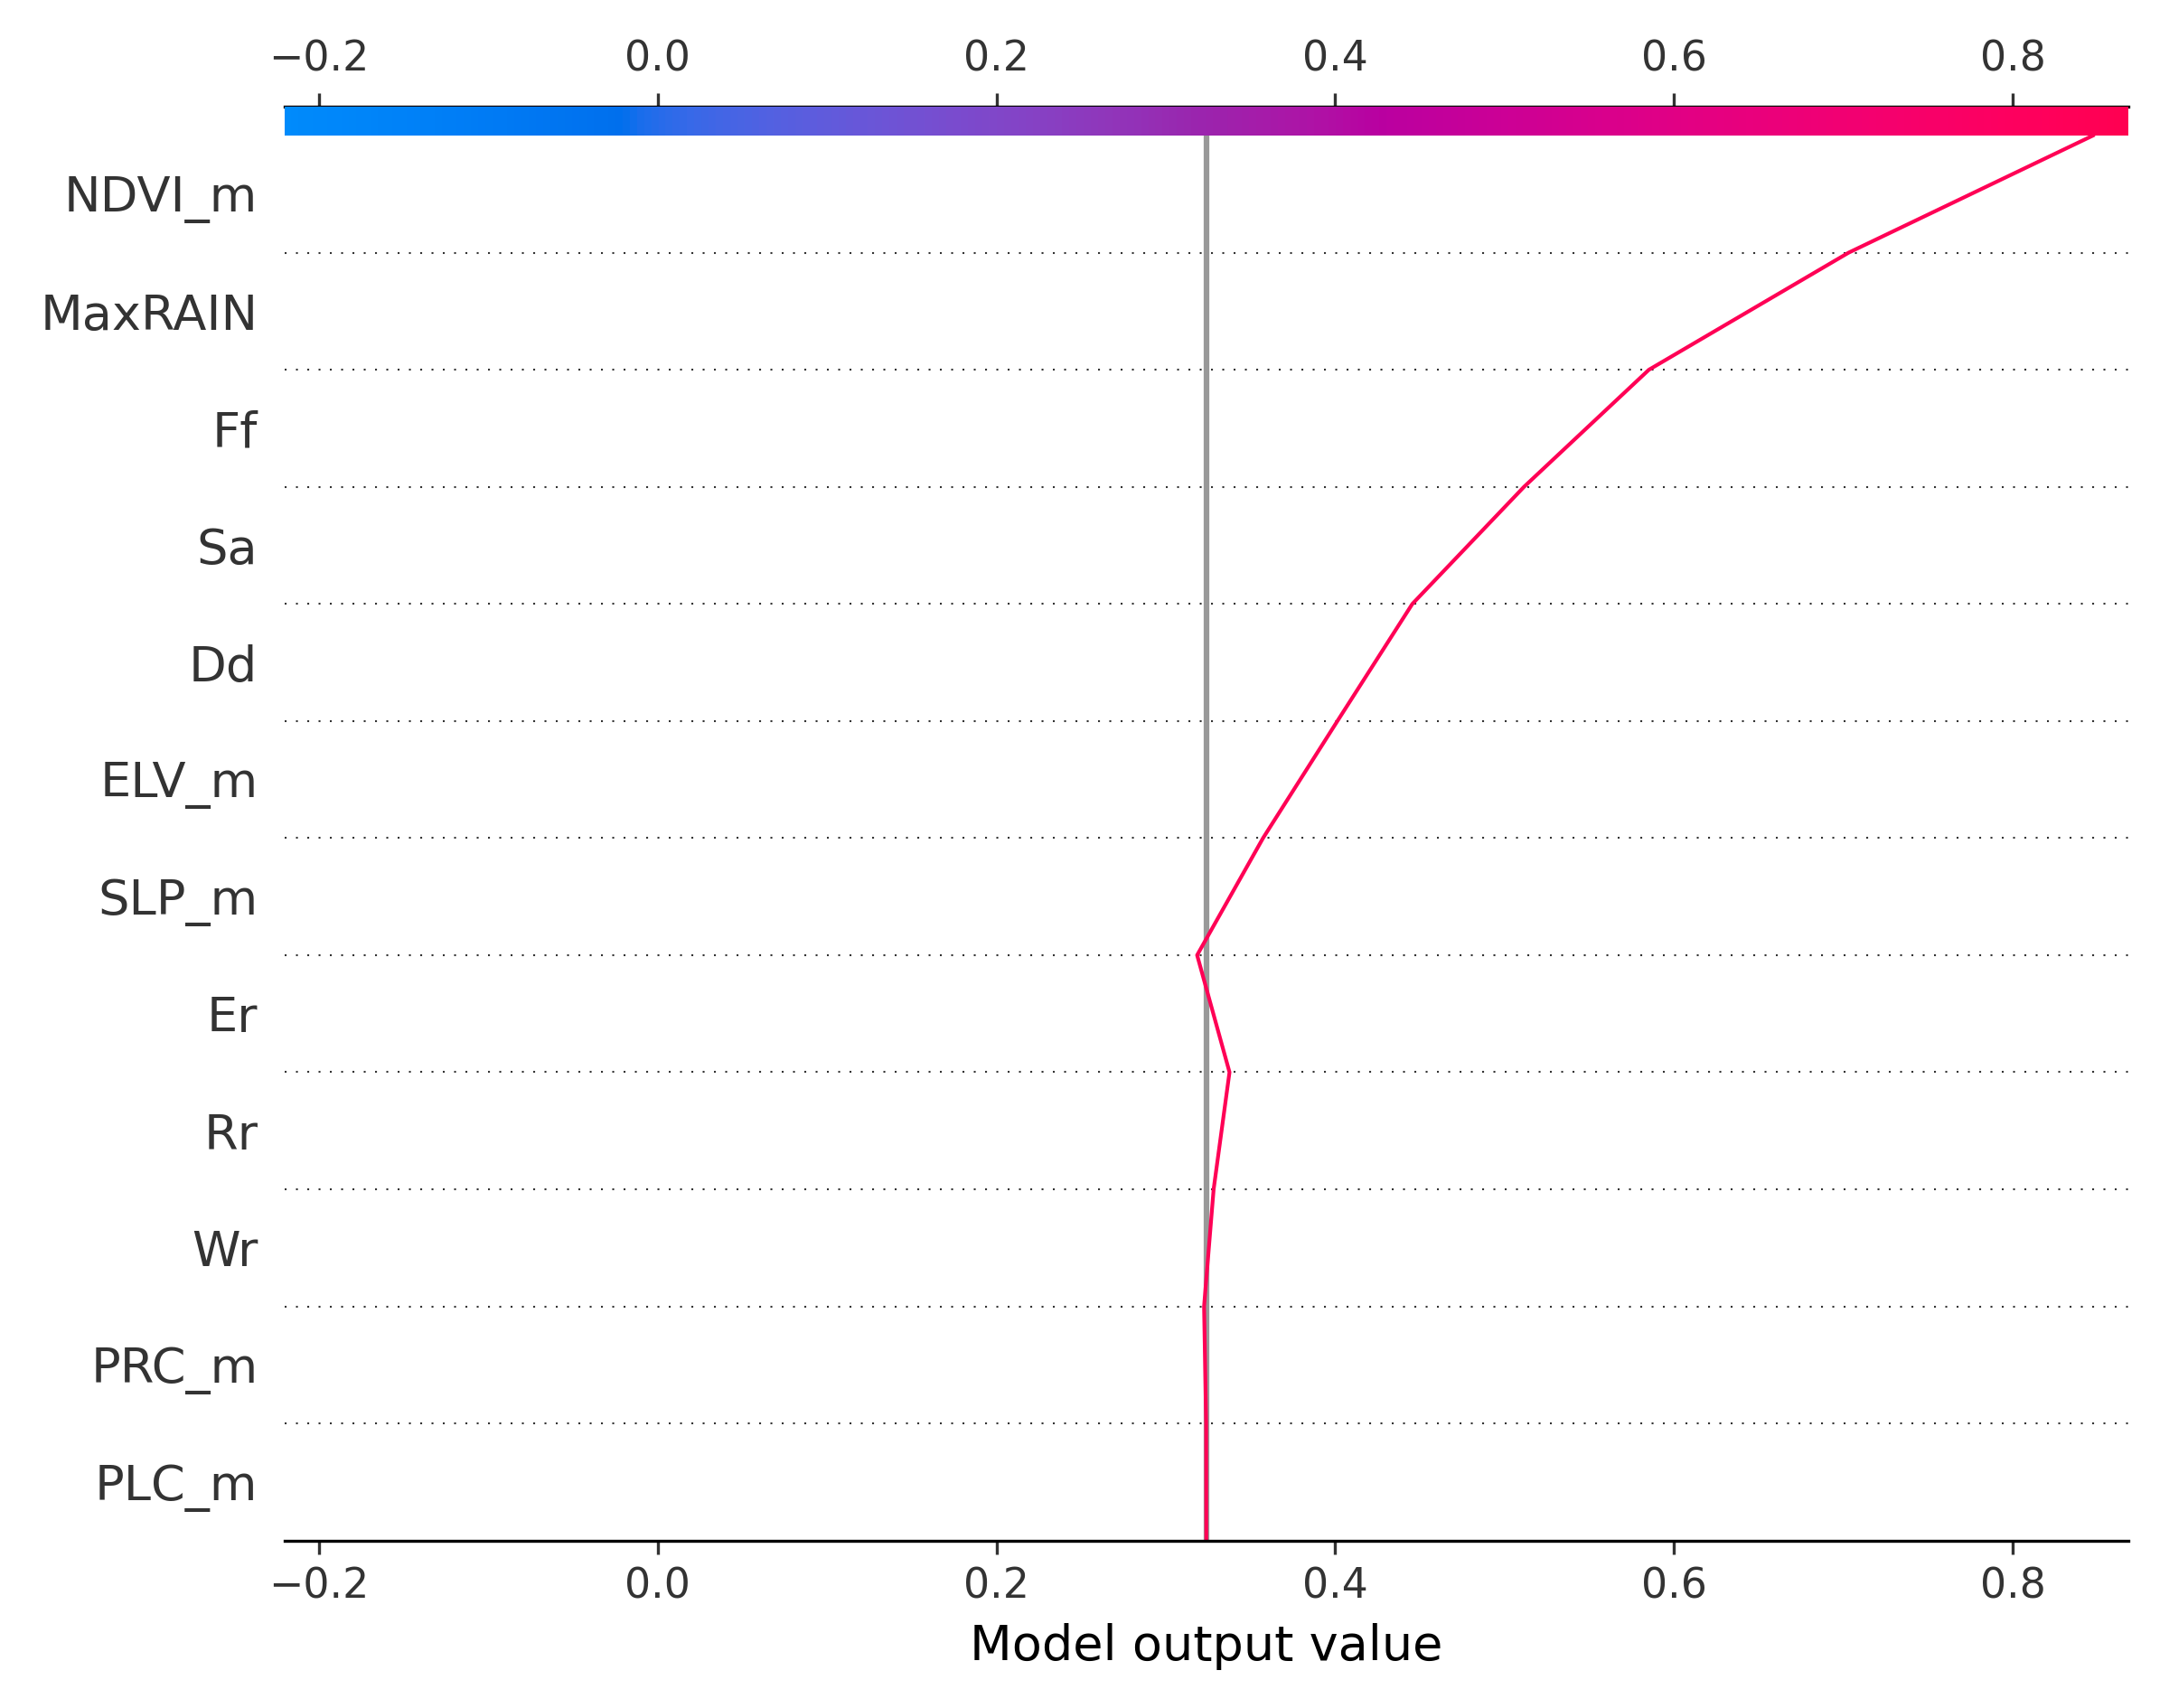 −0.2 0.0 0.2 0.4 0.6 0.8
NDVI_m
MaxRAIN
Ff
Sa
Dd
ELV_m
SLP_m
Er
Rr
Wr
PRC_m
PLC_m
−0.2 0.0 0.2 0.4 0.6 0.8
Model output value